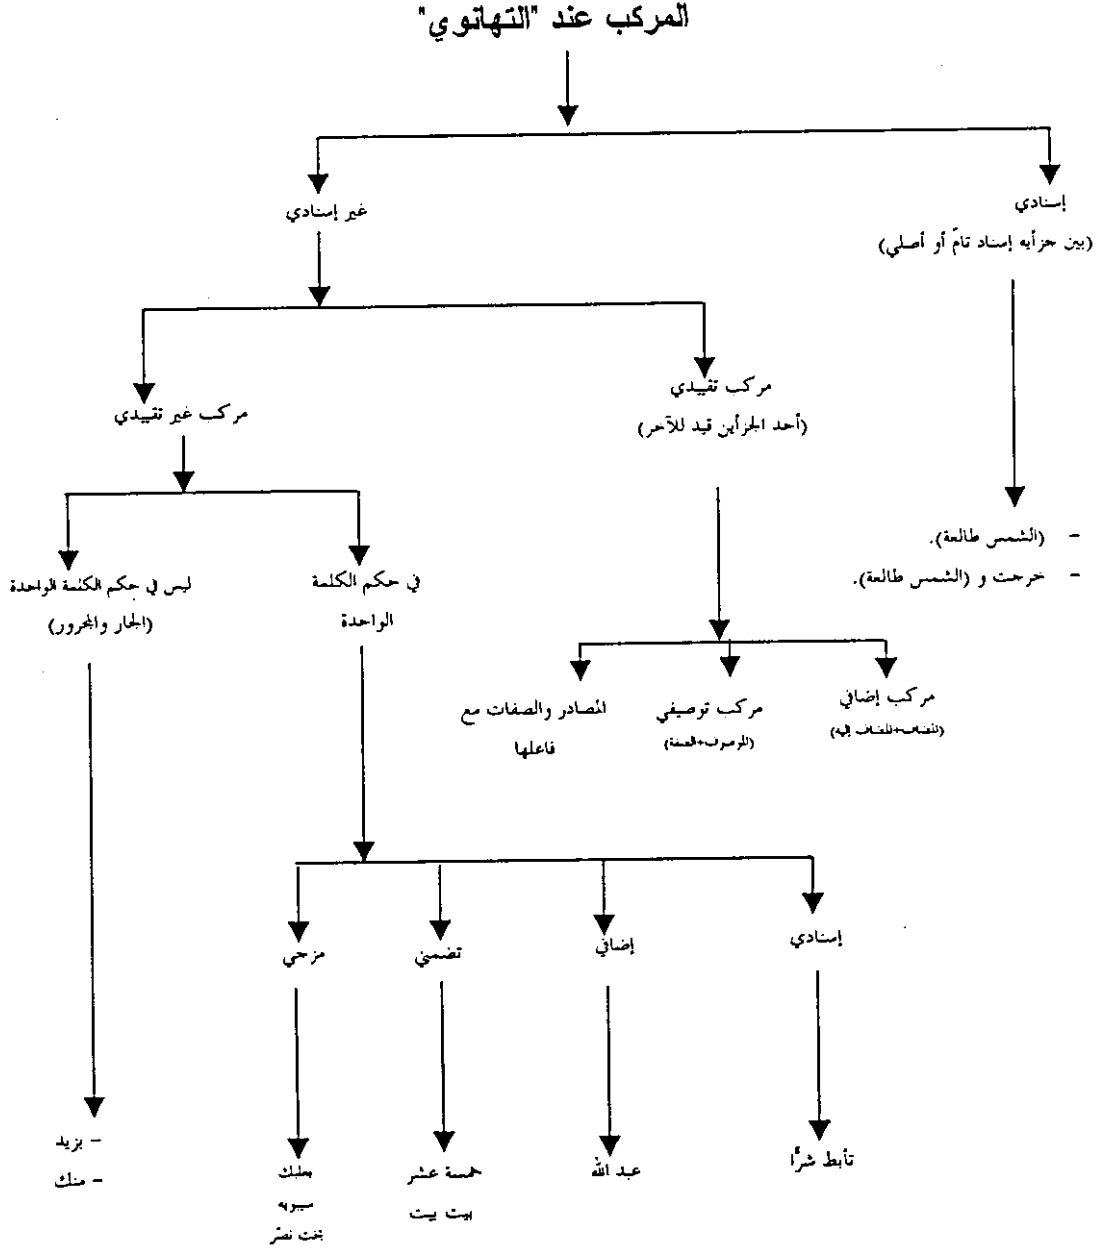 المركب عند "التهانوي"
إسنادي
(بين جزأيه إسناد تامّ أو أصلي)
غير إسنادي
مركب تقييدي
(أحد الجزأين قيد للآخر)
مركب غير تقييدي
- (الشمس طالعة).
- خرجت و (الشمس طالعة).
في حكم الكلمة
الواحدة
ليس في حكم الكلمة الواحدة
(الجار والمجرور)
مركب إضافي
(المضاف+المضاف إليه)
مركب توصيفي
(الموصوف+الصفة)
المصادر والصفات مع
فاعلها
إسنادي
إضافي
تضمني
مزجي
تأبط شرًّا
عبد الله
خمسة عشر
بيت بيت
بعلبك
سيبويه
بخت نصّر
- بزيد
- منك